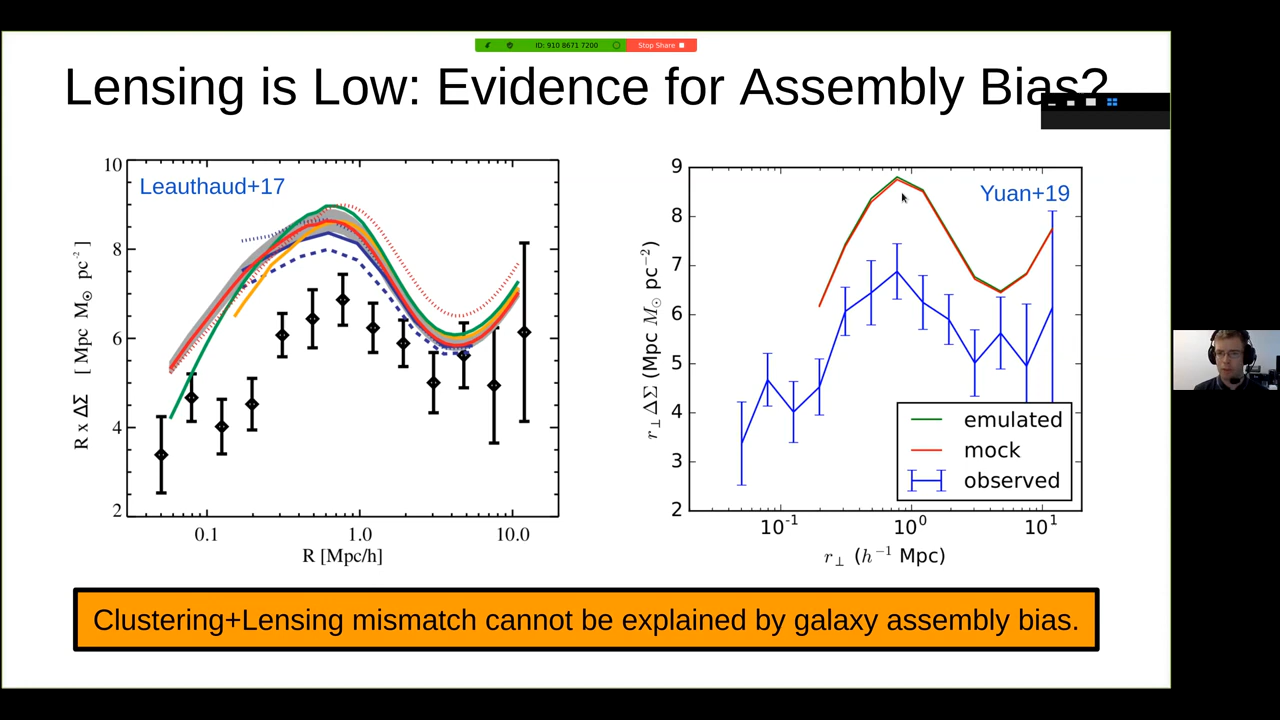 ID: 910 8671 7200
Stop Share
Lensing is Low: Evidence for Assembly Bias?
Leauthaud+17
10
8
6
4
2
R x ΔΣ [ Mpc M⊙ pc⁻² ]
0.1
1.0
10.0
R [Mpc/h]
Yuan+19
9
8
7
6
5
4
3
2
r⊥ΔΣ (Mpc M⊙ pc⁻²)
emulated
mock
observed
10⁻¹
10⁰
10¹
r⊥ (h⁻¹ Mpc)
Clustering+Lensing mismatch cannot be explained by galaxy assembly bias.